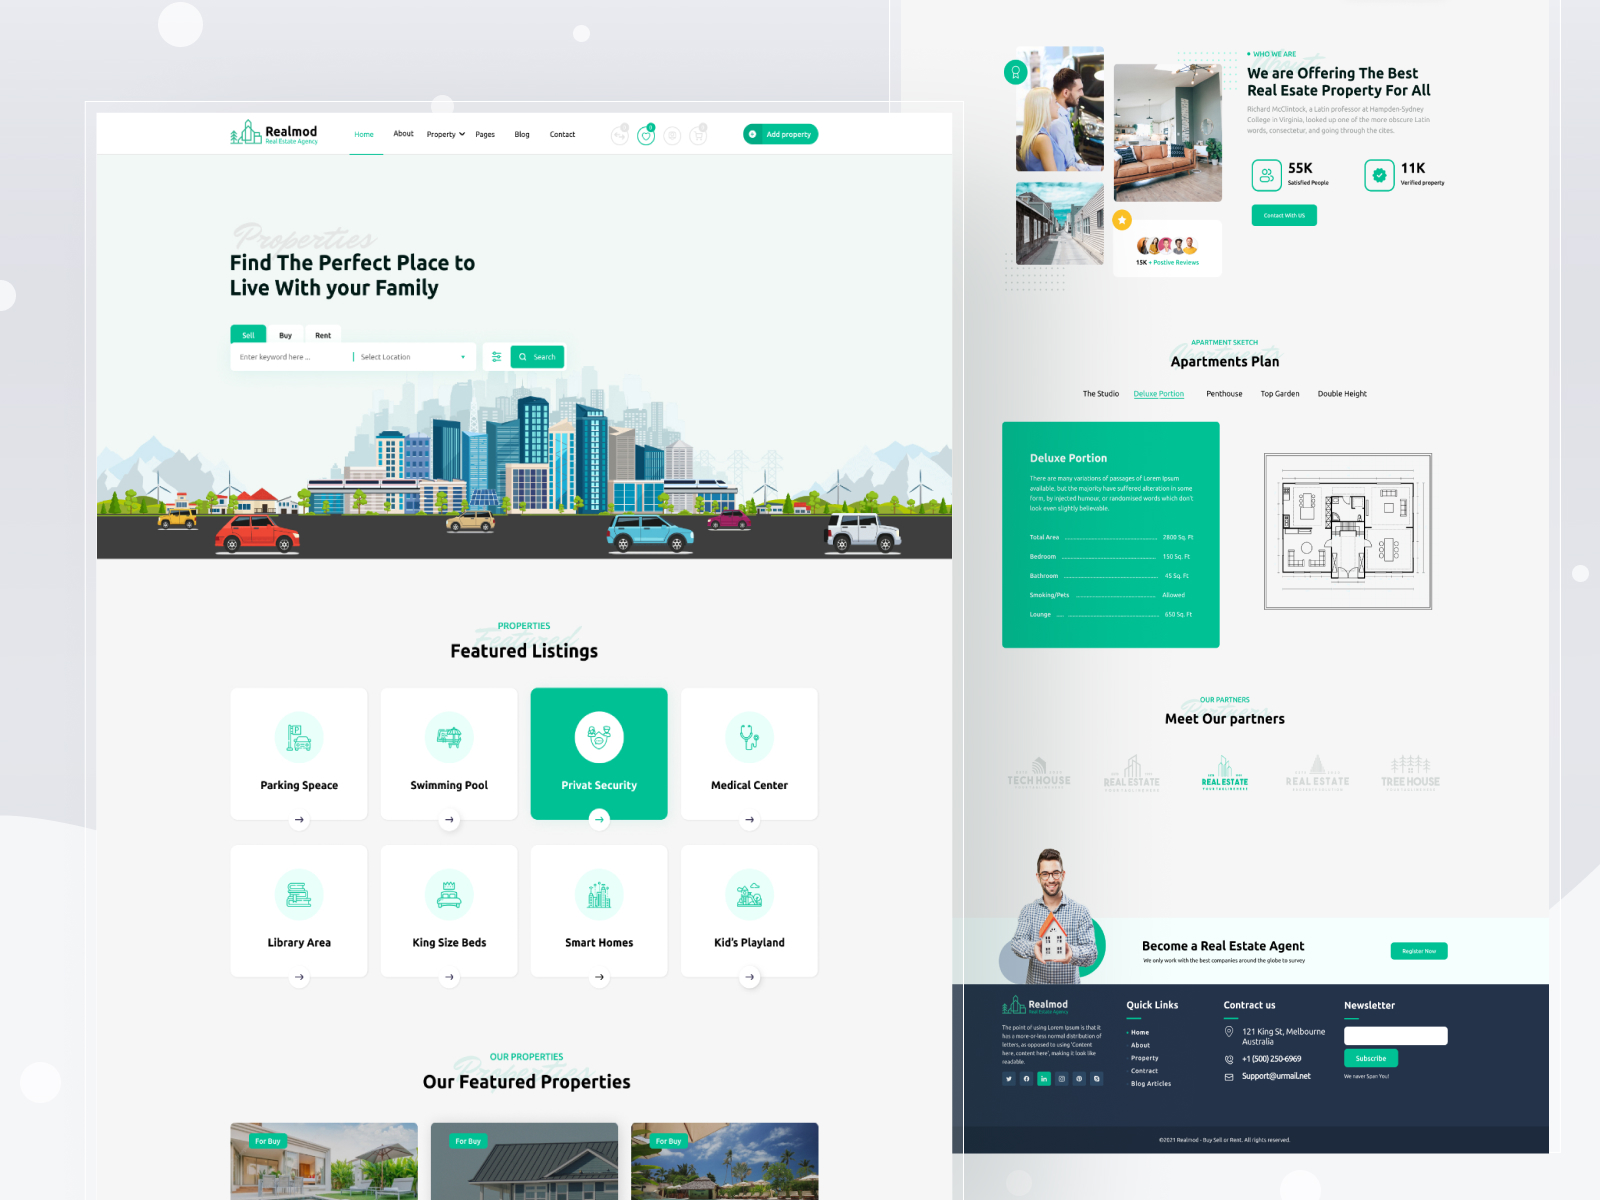 Realmod
Real Estate Agency
Home
About
Property
Pages
Blog
Contact
Add property
Properties
Find The Perfect Place to
Live With your Family
Sell
Buy
Rent
Enter keyword here ...
Select Location
Search
PROPERTIES
Featured
Featured Listings
Parking Speace
Swimming Pool
Privat Security
Medical Center
Library Area
King Size Beds
Smart Homes
Kid's Playland
OUR PROPERTIES
Properties
Our Featured Properties
For Buy
For Buy
For Buy
WHO WE ARE
About
We are Offering The Best
Real Esate Property For All
Richard McClintock, a Latin professor at Hampden-Sydney
College in Virginia, looked up one of the more obscure Latin
words, consectetur, and going through the cites.
55K
Satisfied People
11K
Verified property
Contact With US
15K + Postive Reviews
APARTMENT SKETCH
Apartments
Apartments Plan
The Studio
Deluxe Portion
Penthouse
Top Garden
Double Height
Deluxe Portion
There are many variations of passages of Lorem Ipsum
available, but the majority have suffered alteration in some
form, by injected humour, or randomised words which don't
look even slightly believable.
Total Area 2800 Sq. Ft
Bedroom 150 Sq. Ft
Bathroom 45 Sq. Ft
Smoking/Pets Allowed
Lounge 650 Sq. Ft
OUR PARTNERS
Partners
Meet Our partners
TECH HOUSE
REAL ESTATE
REAL ESTATE
YOUR TAGLINE HERE
REAL ESTATE
TREE HOUSE
Become a Real Estate Agent
We only work with the best companies around the globe to survey
Register Now
Realmod
Real Estate Agency
The point of using Lorem Ipsum is that it
has a more-or-less normal distribution of
letters, as opposed to using 'Content
here, content here', making it look like
readable.
Quick Links
Home
About
Property
Contract
Blog Articles
Contract us
121 King St, Melbourne
Australia
+1 (500) 250-6969
Support@urmail.net
Newsletter
Subscribe
We naver Span You!
©2021 Realmod - Buy Sell or Rent. All rights reserved.